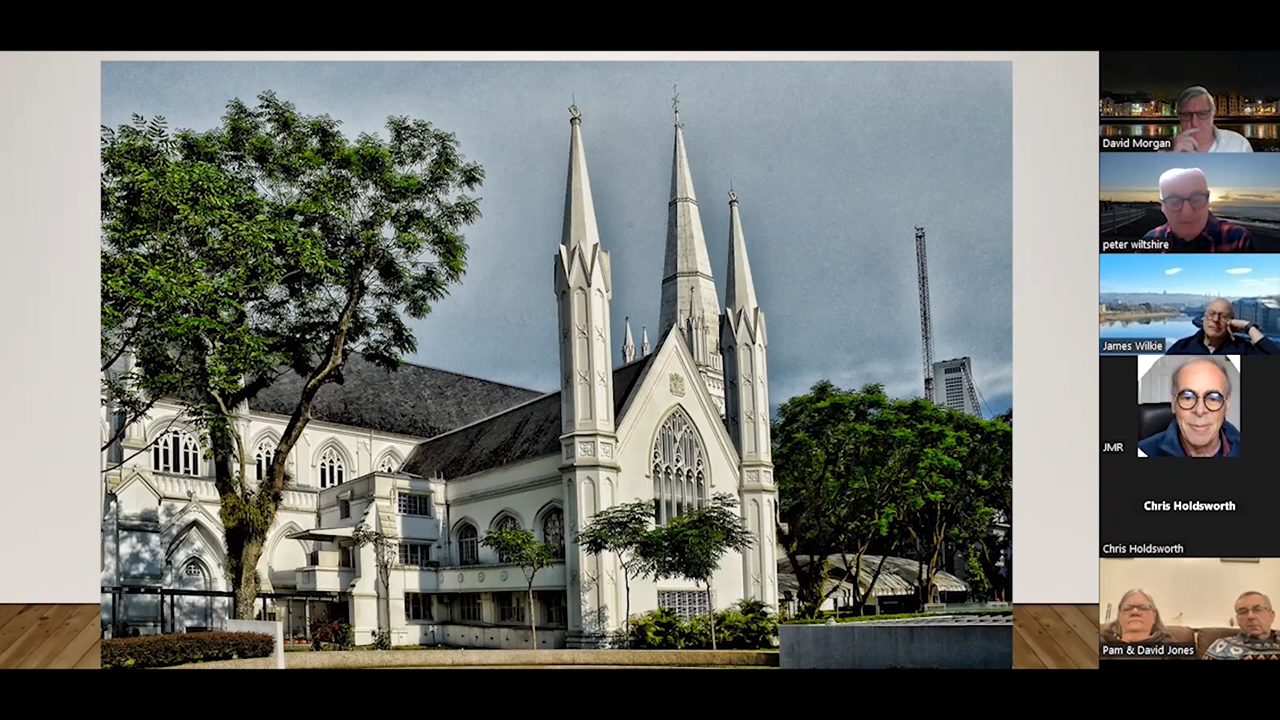 David Morgan
peter wiltshire
James Wilkie
JMR
Chris Holdsworth
Chris Holdsworth
Pam & David Jones